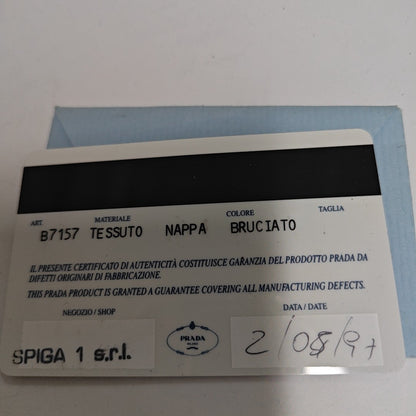 ART. MATERIALE COLORE TAGLIA
B7157 TESSUTO NAPPA BRUCIATO
IL PRESENTE CERTIFICATO DI AUTENTICITÀ COSTITUISCE GARANZIA DEL PRODOTTO PRADA DA
DIFETTI ORIGINARI DI FABBRICAZIONE.
THIS PRADA PRODUCT IS GRANTED A GUARANTEE COVERING ALL MANUFACTURING DEFECTS.
NEGOZIO / SHOP DATA / DATE
SPIGA 1 s.r.l. PRADA 2/08/97
MILANO